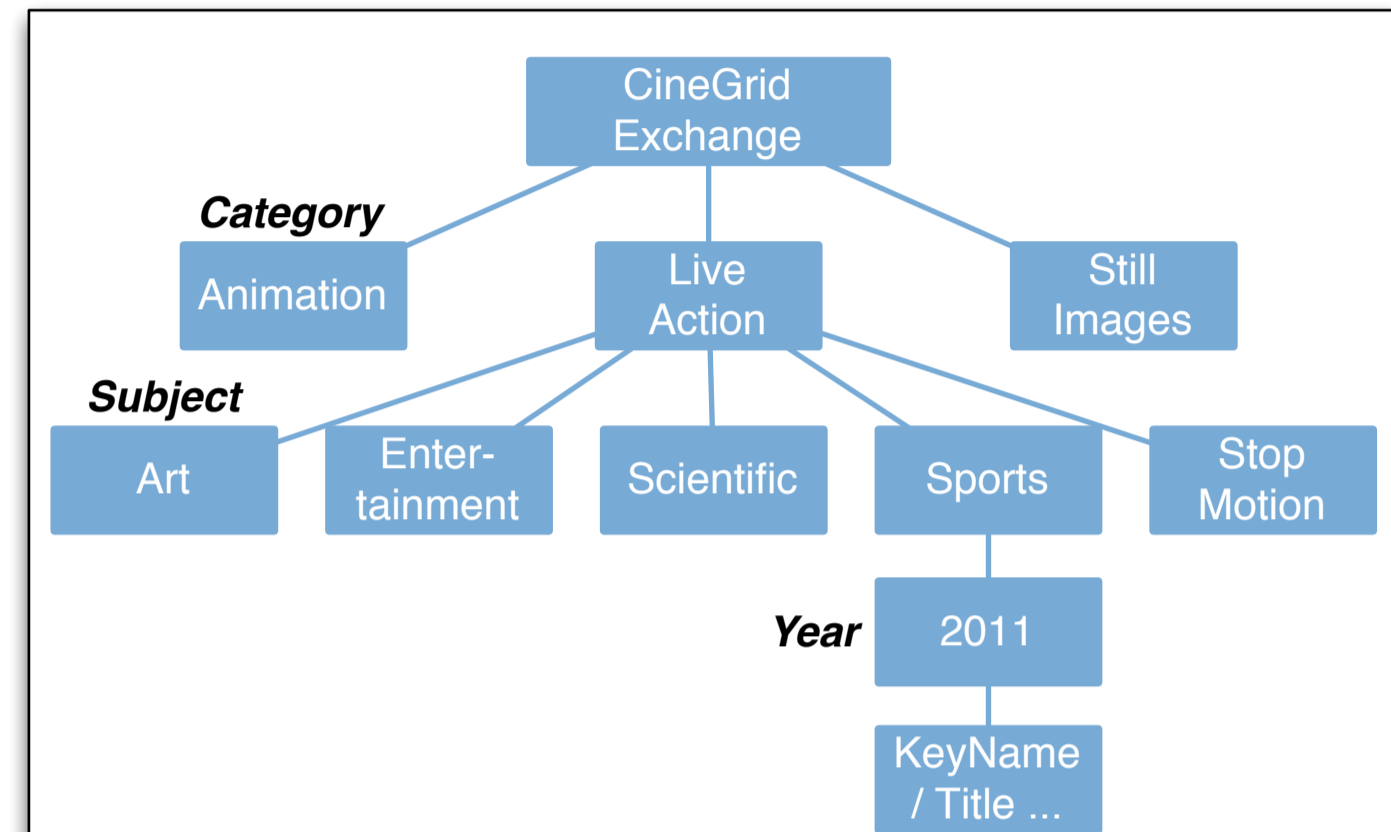 CineGrid
Exchange
Category
Animation
Live
Action
Still
Images
Subject
Art
Enter-
tainment
Scientific
Sports
Stop
Motion
Year
2011
KeyName
/ Title ...